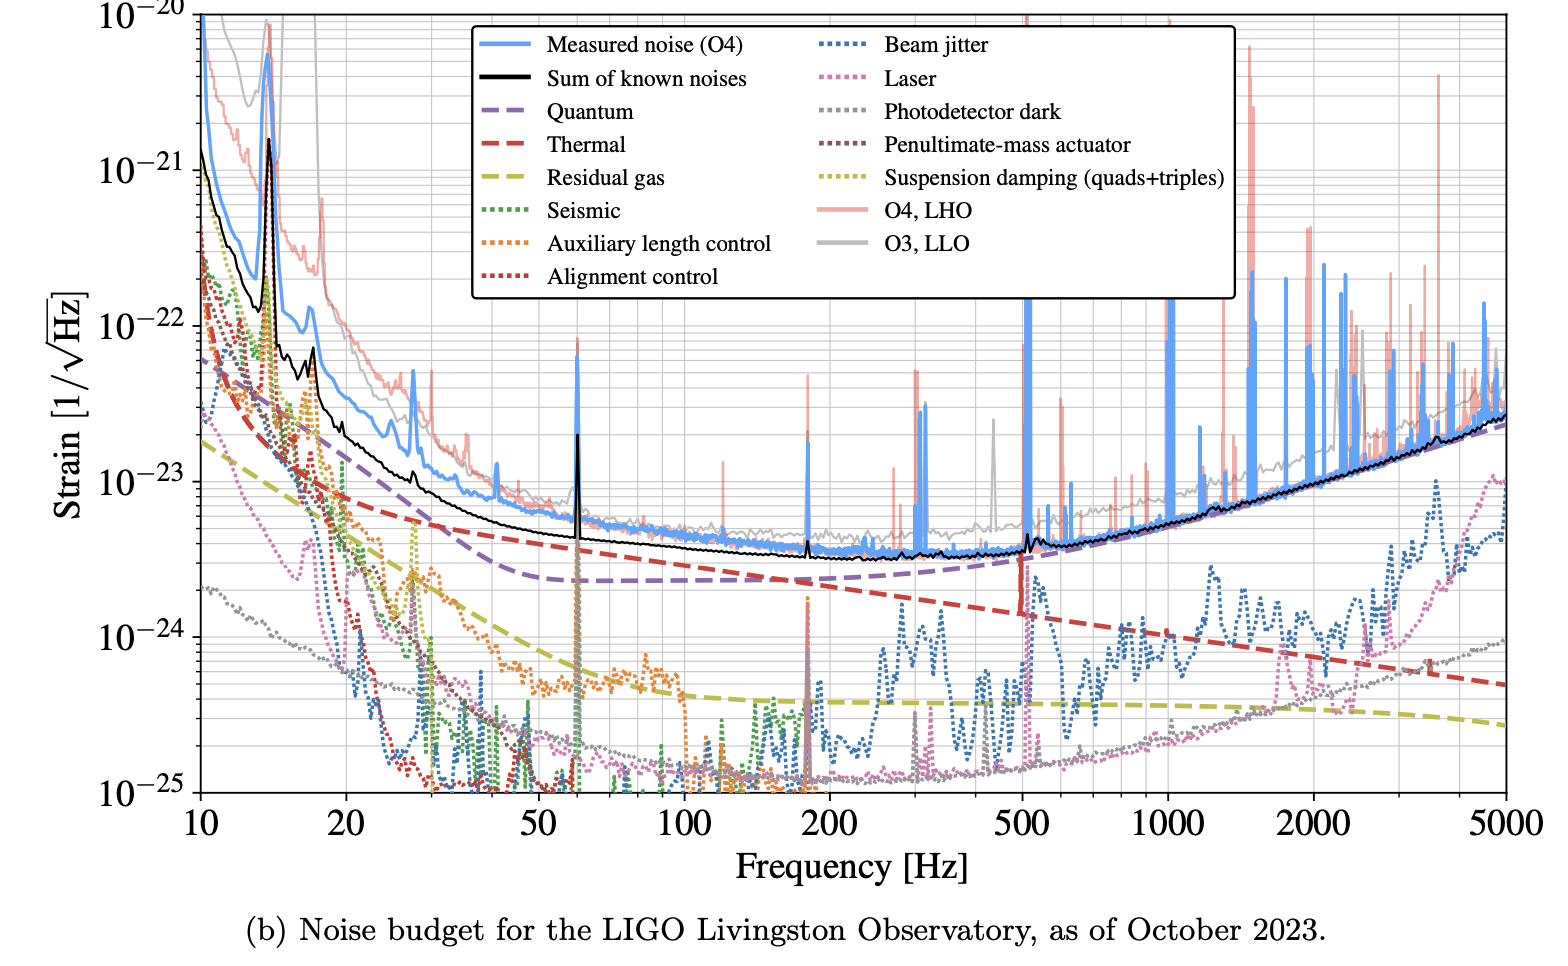 10−20
10−21
10−22
10−23
10−24
10−25
Strain [1/√Hz]
Measured noise (O4)
Sum of known noises
Quantum
Thermal
Residual gas
Seismic
Auxiliary length control
Alignment control
Beam jitter
Laser
Photodetector dark
Penultimate-mass actuator
Suspension damping (quads+triples)
O4, LHO
O3, LLO
10 20 50 100 200 500 1000 2000 5000
Frequency [Hz]
(b) Noise budget for the LIGO Livingston Observatory, as of October 2023.